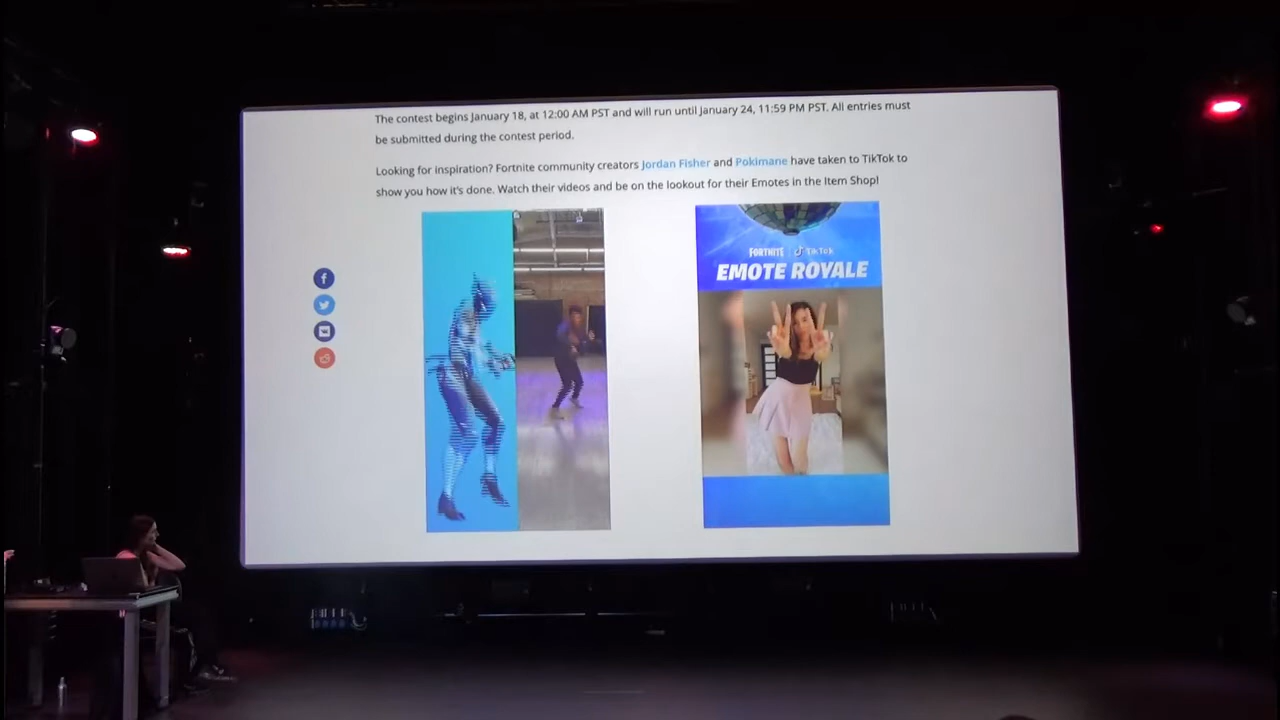 The contest begins January 18, at 12:00 AM PST and will run until January 24, 11:59 PM PST. All entries must
be submitted during the contest period.
Looking for inspiration? Fortnite community creators Jordan Fisher and Pokimane have taken to TikTok to
show you how it's done. Watch their videos and be on the lookout for their Emotes in the Item Shop!
FORTNITE TikTok
EMOTE ROYALE